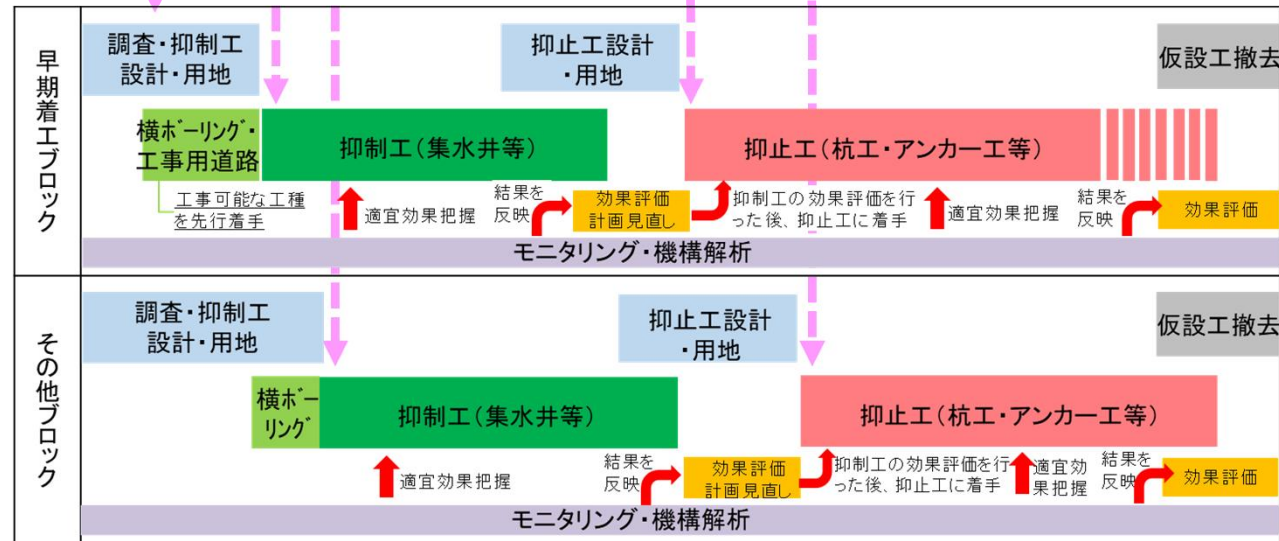 早期着工ブロック
調査・抑制工
設計・用地
抑止工設計
・用地
仮設工撤去
横ボーリング・
工事用道路
抑制工(集水井等)
抑止工(杭工・アンカー工等)
工事可能な工種
を先行着手
適宜効果把握
結果を
反映
効果評価
計画見直し
抑制工の効果評価を行
った後、抑止工に着手
適宜効果把握
結果を
反映
効果評価
モニタリング・機構解析
その他ブロック
調査・抑制工
設計・用地
抑止工設計
・用地
仮設工撤去
横ボー
リング
抑制工(集水井等)
抑止工(杭工・アンカー工等)
適宜効果把握
結果を
反映
効果評価
計画見直し
抑制工の効果評価を行
った後、抑止工に着手
適宜効
果把握
結果を
反映
効果評価
モニタリング・機構解析